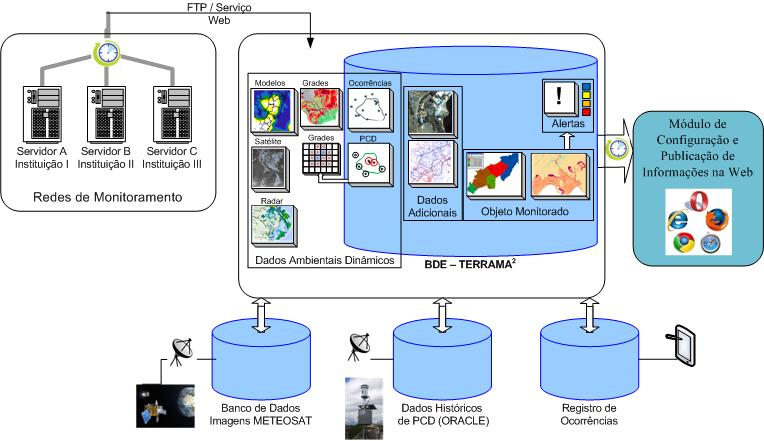 FTP / Serviço
Web
Servidor A
Instituição I
Servidor B
Instituição II
Servidor C
Instituição III
Redes de Monitoramento
Modelos
Grades
Ocorrências
Satélite
Grades
PCD
Radar
Dados Ambientais Dinâmicos
Dados
Adicionais
!
Alertas
Objeto Monitorado
BDE – TERRAMA²
Módulo de
Configuração e
Publicação de
Informações na Web
Banco de Dados
Imagens METEOSAT
Dados Históricos
de PCD (ORACLE)
Registro de
Ocorrências